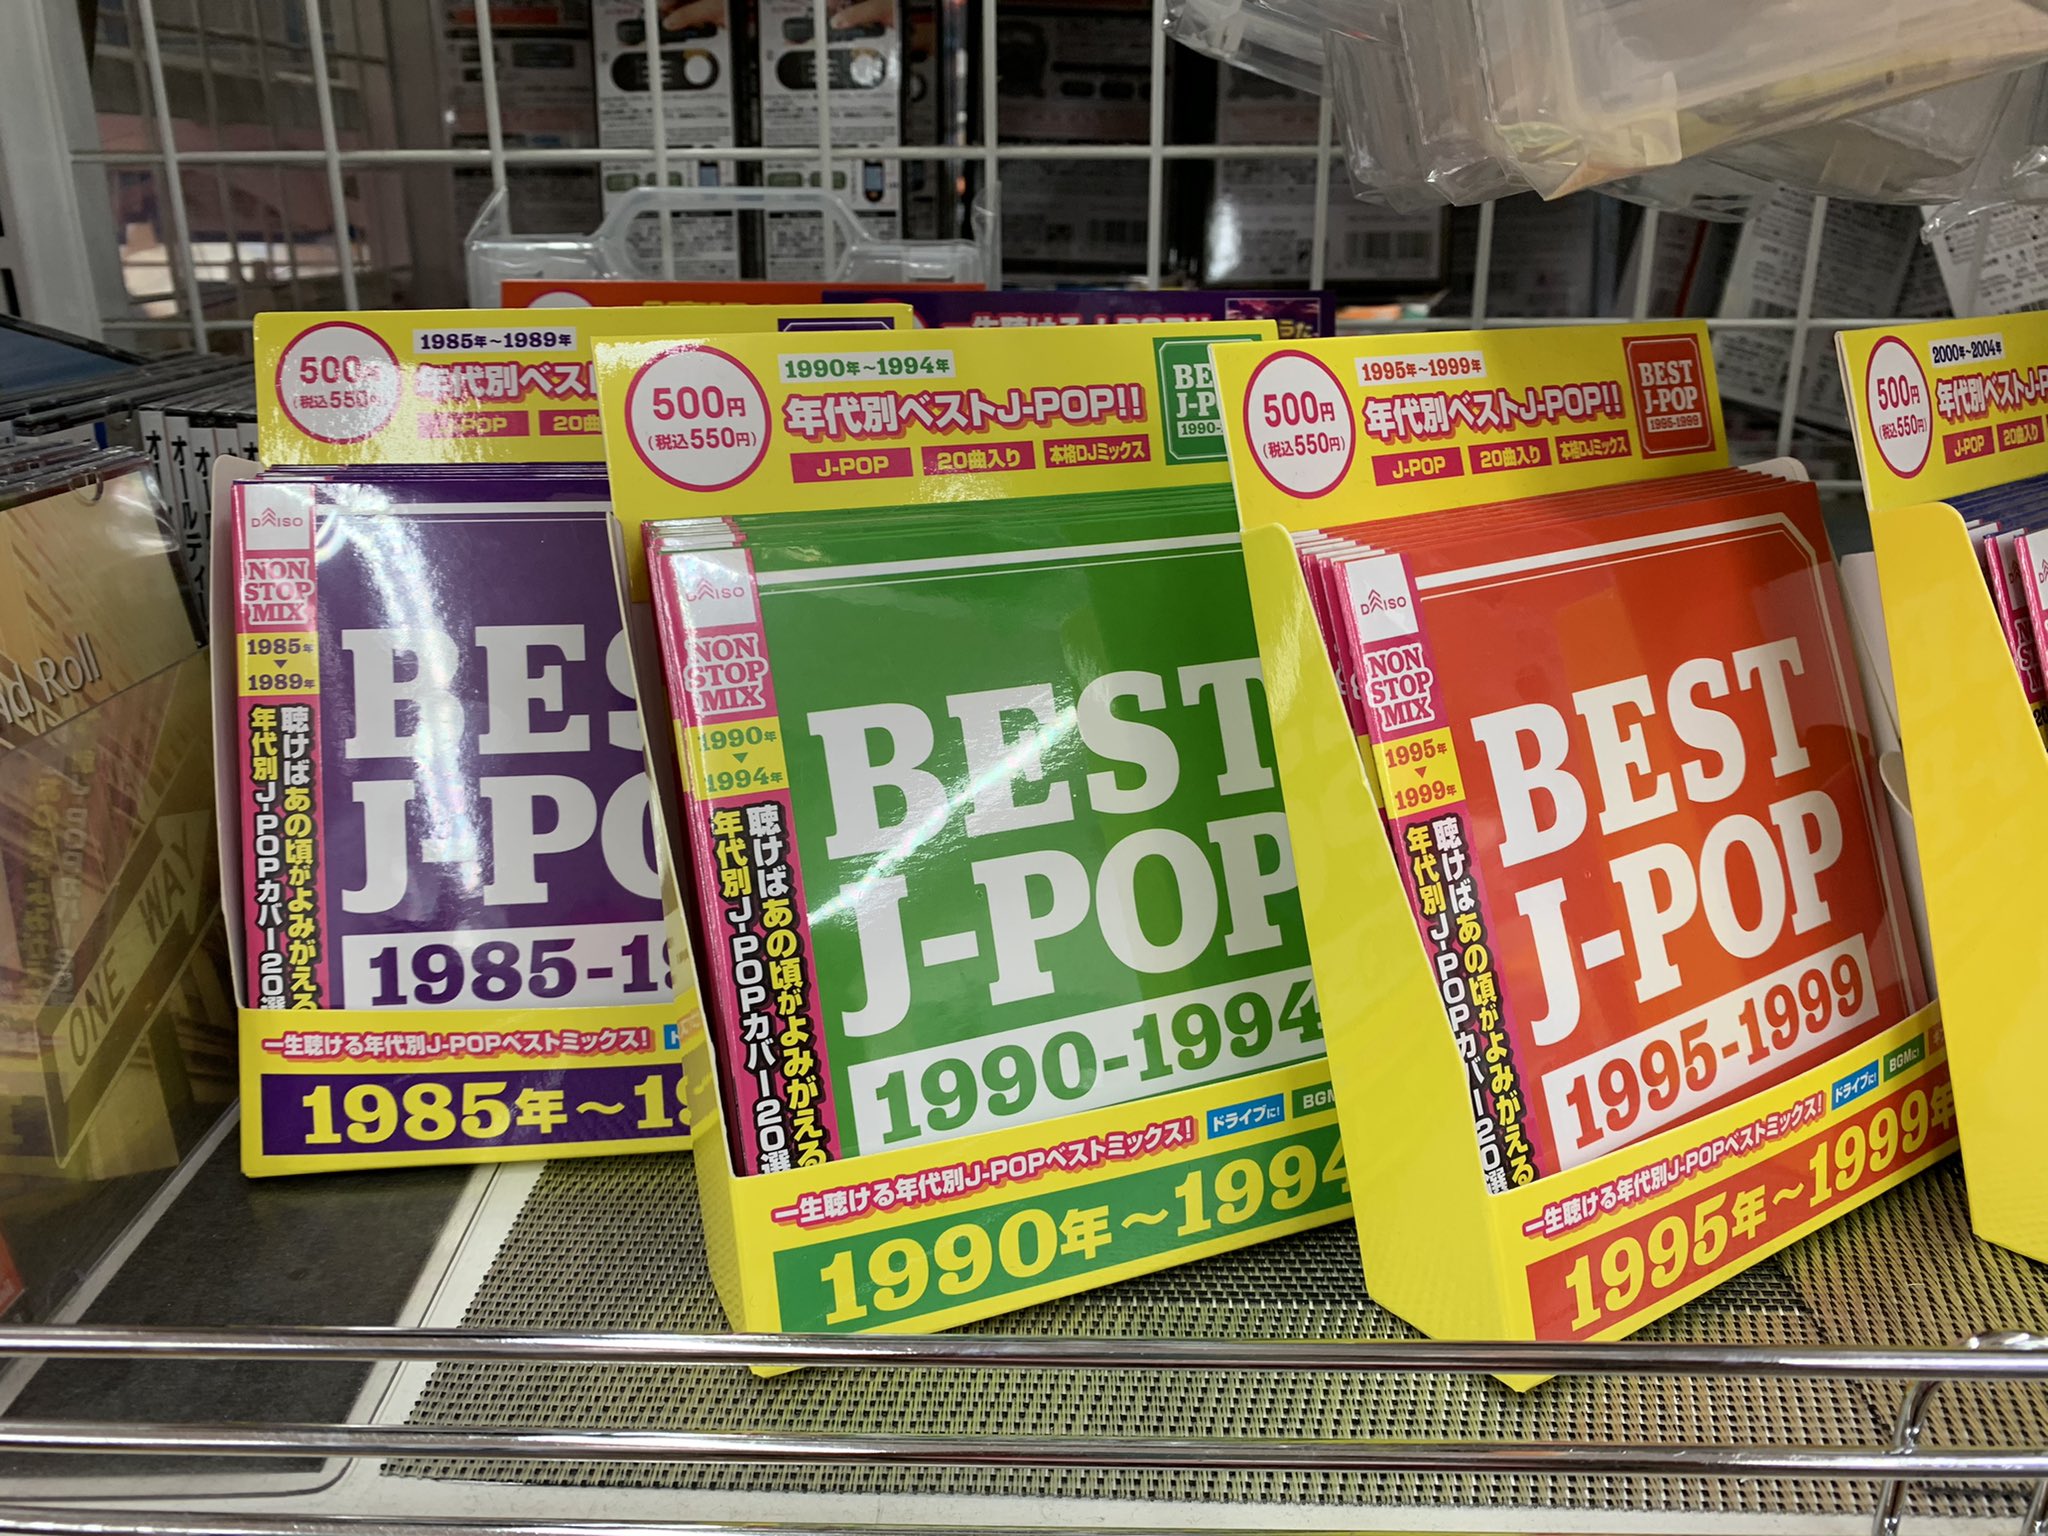 1985年〜1989年
500円
(税込550円)
年代別ベスト
J-POP
20曲
DAISO
NON
STOP
MIX
1985年
1989年
聴けばあの頃がよみがえる
年代別J-POPカバー20選
BES
J-PO
1985-19
一生聴ける年代別J-POPベストミックス!
1985年〜19
1990年〜1994年
500円
(税込550円)
年代別ベストJ-POP!!
J-POP
20曲入り
本格DJミックス
BE
J-P
1990-
DAISO
NON
STOP
MIX
1990年
1994年
聴けばあの頃がよみがえる
年代別J-POPカバー20選
BEST
J-POP
1990-1994
一生聴ける年代別J-POPベストミックス!
ドライブに!
BGM
1990年〜1994
1995年〜1999年
500円
(税込550円)
年代別ベストJ-POP!!
J-POP
20曲入り
本格DJミックス
BEST
J-POP
1995-1999
DAISO
NON
STOP
MIX
1995年
1999年
聴けばあの頃がよみがえる
年代別J-POPカバー20選
BEST
J-POP
1995-1999
一生聴ける年代別J-POPベストミックス!
ドライブに!
BGMに!
1995年〜1999年
2000年〜2004年
500円
(税込550円)
年代別ベストJ-P
J-POP
20曲入り
一生聴けるJ-POP!!
うた
Roll
ONE WAY
オールディ